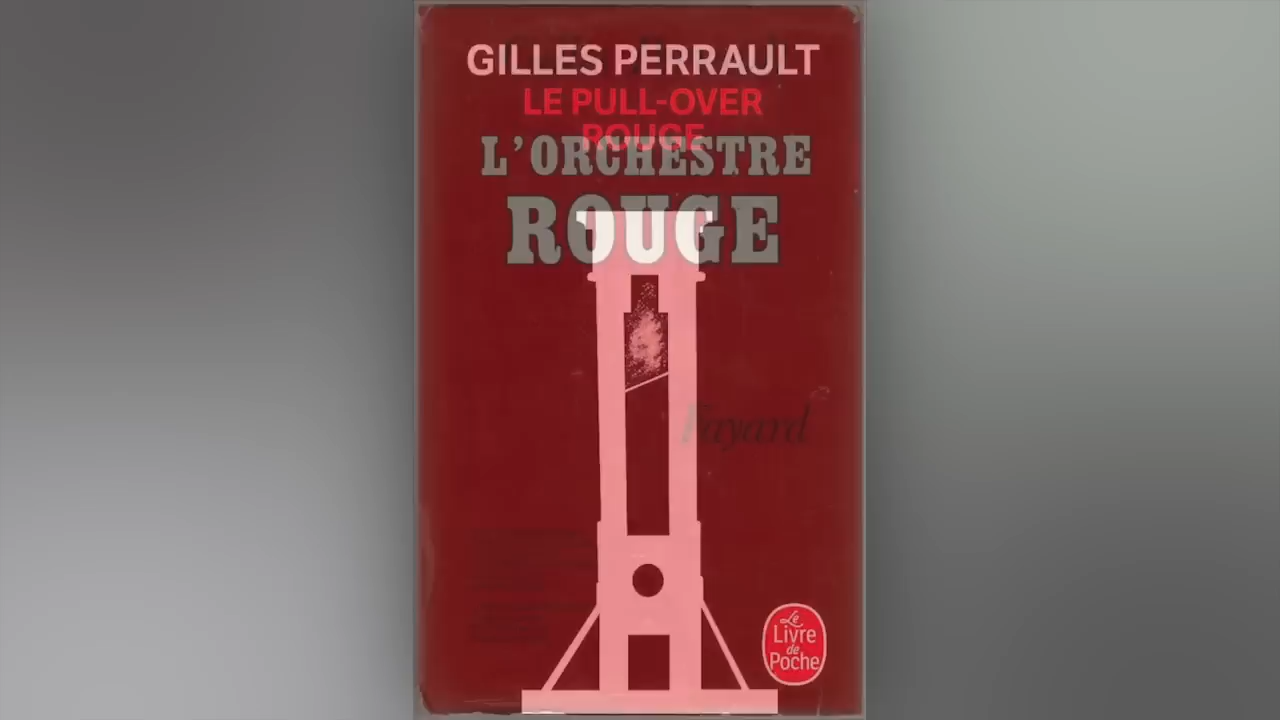 GILLES PERRAULT
LE PULL-OVER
ROUGE
L'ORCHESTRE
ROUGE
Fayard
Le
Livre
de
Poche